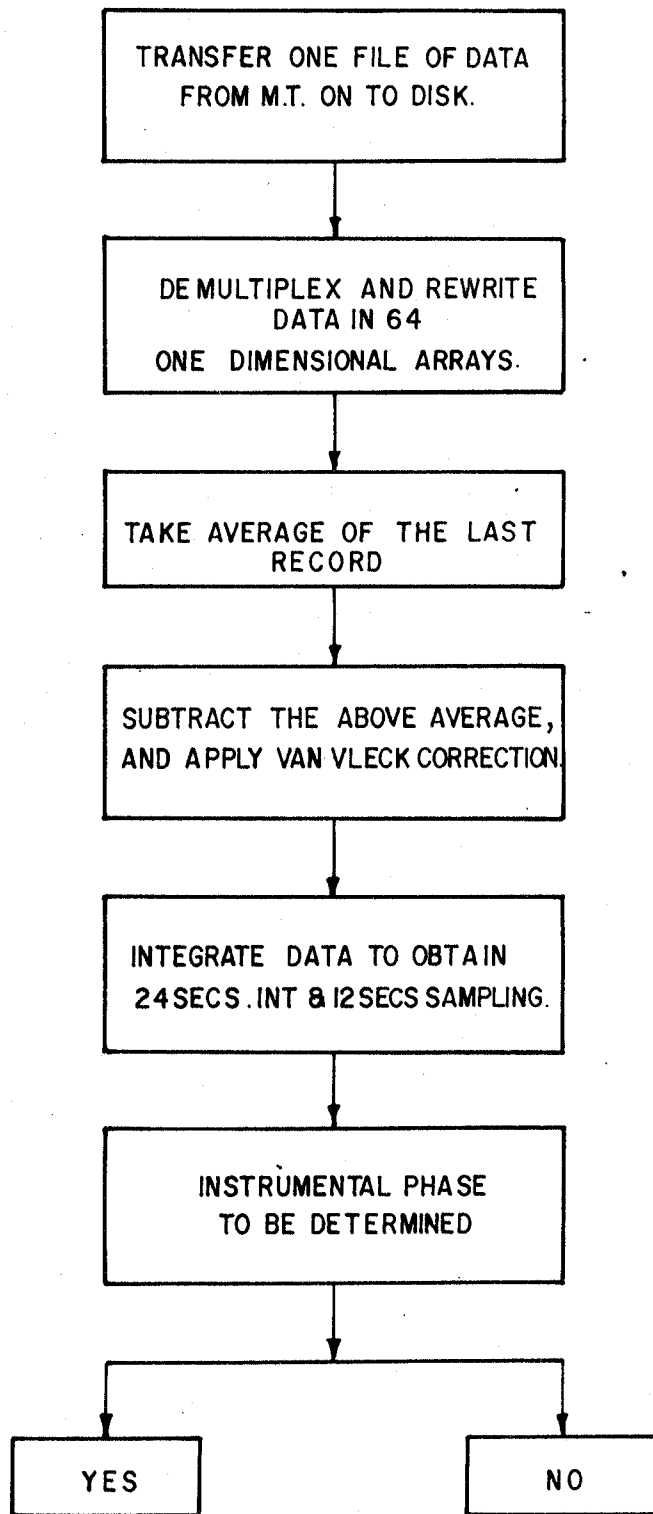 TRANSFER ONE FILE OF DATA
FROM M.T. ON TO DISK.
DEMULTIPLEX AND REWRITE
DATA IN 64
ONE DIMENSIONAL ARRAYS.
TAKE AVERAGE OF THE LAST
RECORD
SUBTRACT THE ABOVE AVERAGE,
AND APPLY VAN VLECK CORRECTION.
INTEGRATE DATA TO OBTAIN
24SECS.INT & 12SECS SAMPLING.
INSTRUMENTAL PHASE
TO BE DETERMINED
YES
NO